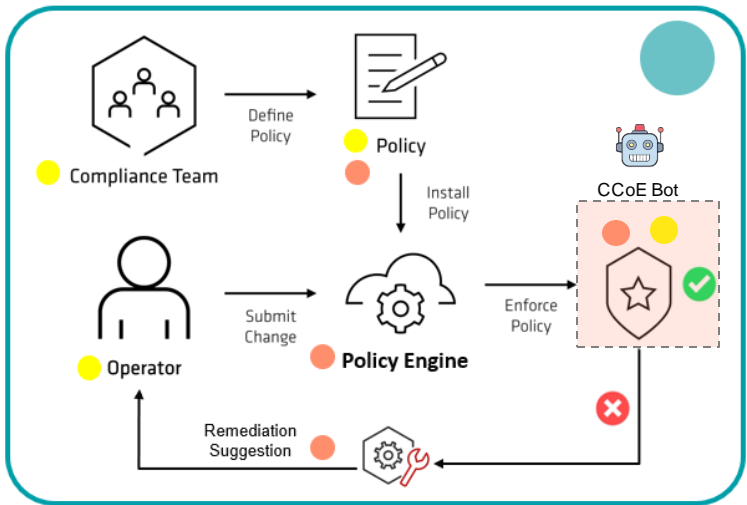 Define
Policy
Compliance Team
Policy
Install
Policy
CCoE Bot
Submit
Change
Enforce
Policy
Operator
Policy Engine
Remediation
Suggestion